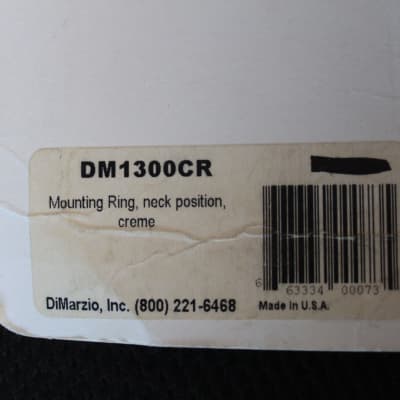 DM1300CR
Mounting Ring, neck position,
creme
6 63334 00073
DiMarzio, Inc. (800) 221-6468 Made In U.S.A.